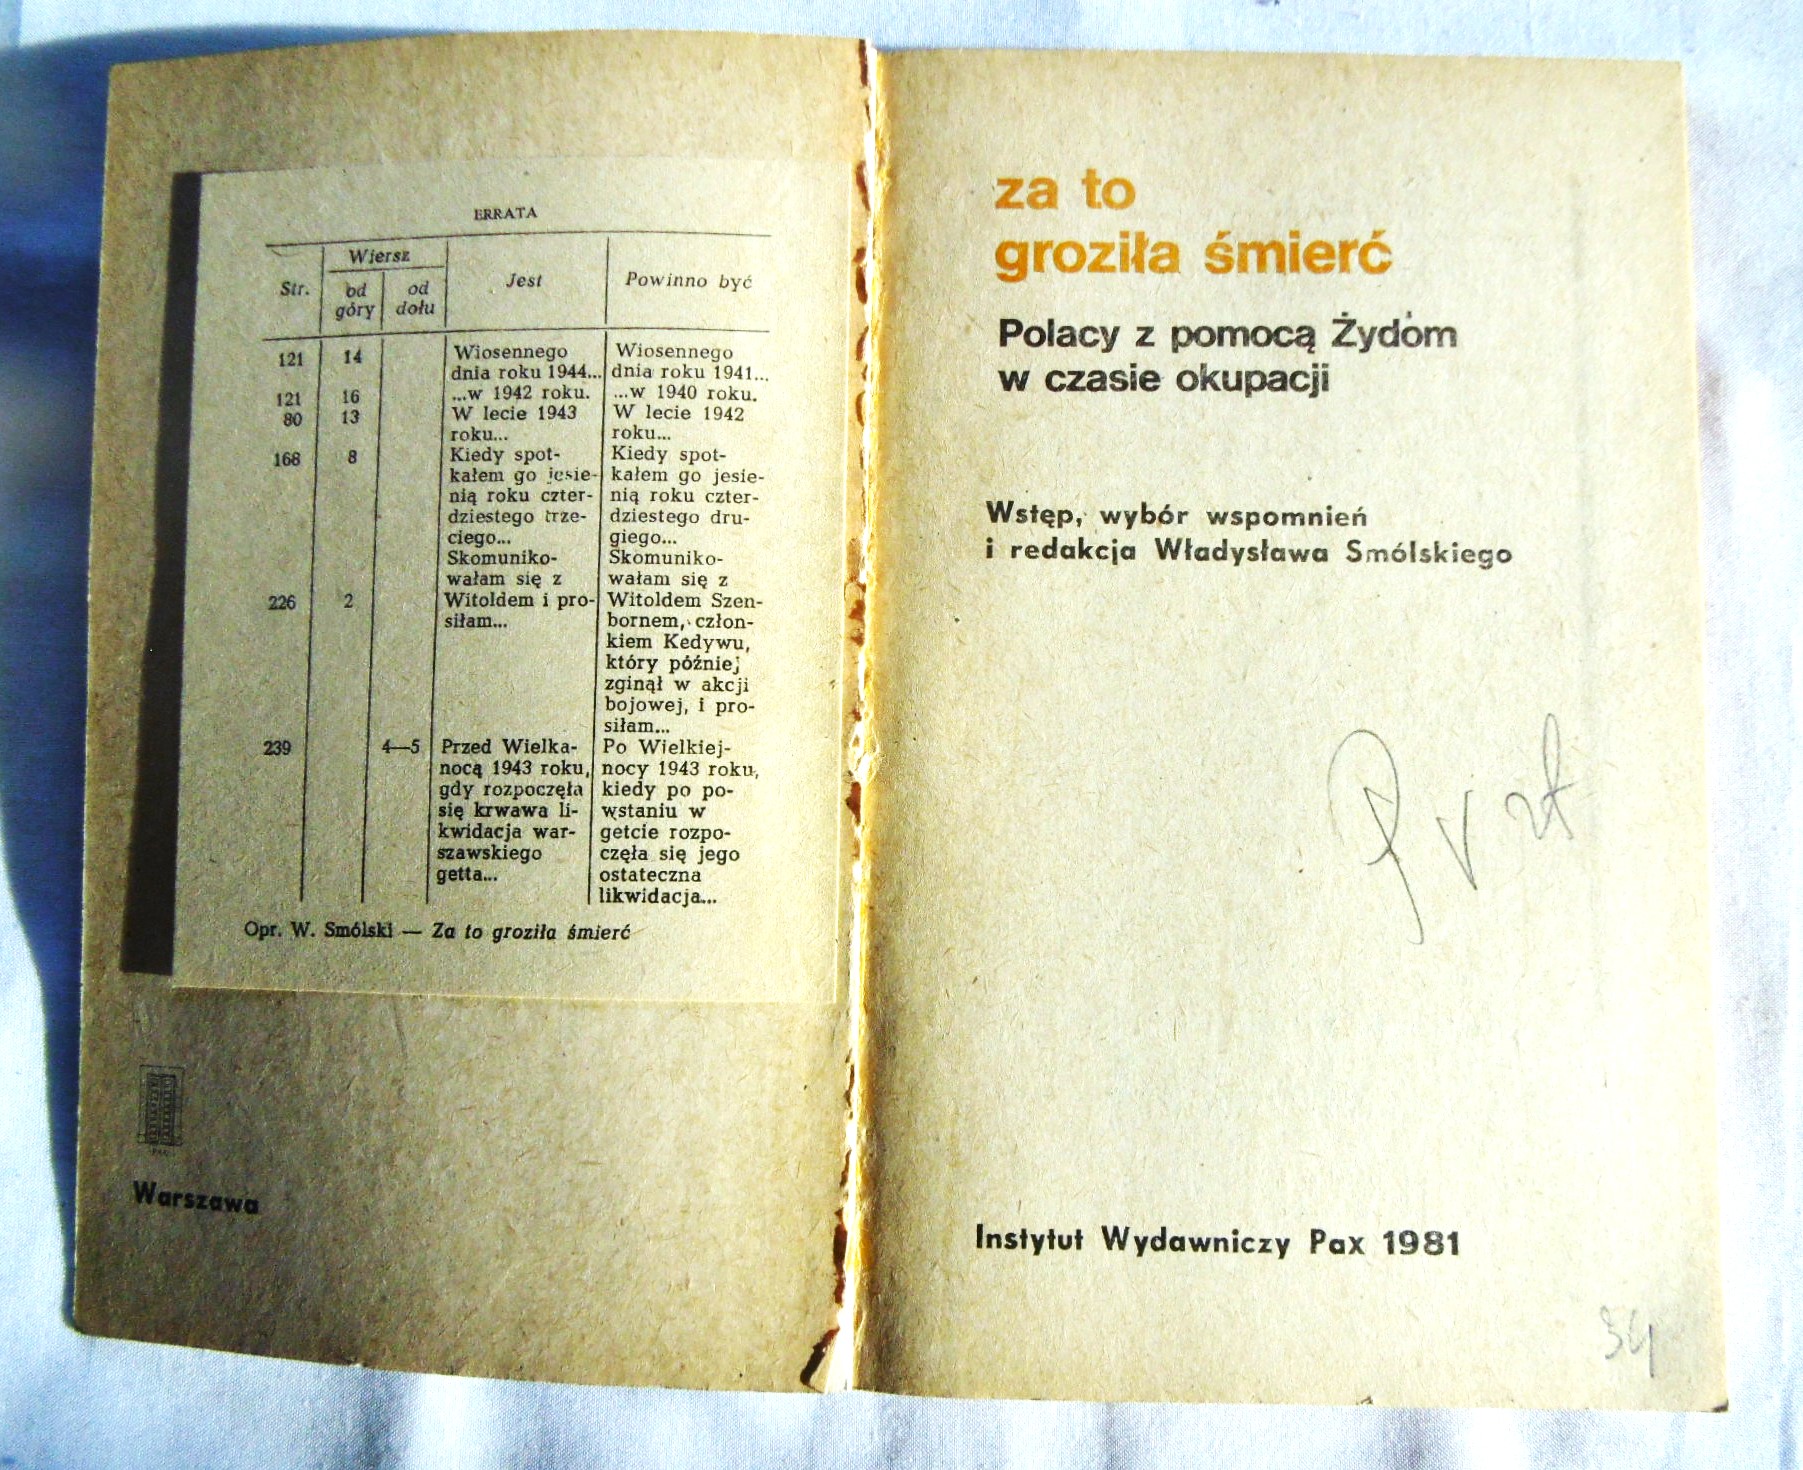 ERRATA
Str.
Wiersz
od góry
od dołu
Jest
Powinno być
121
14
Wiosennego
dnia roku 1944...
Wiosennego
dnia roku 1941...
121
16
...w 1942 roku.
...w 1940 roku.
80
13
W lecie 1943
roku...
W lecie 1942
roku...
168
8
Kiedy spot-
kałem go jesie-
nią roku czter-
dziestego trze-
ciego...
Kiedy spot-
kałem go jesie-
nią roku czter-
dziestego dru-
giego...
Skomuniko-
wałam się z
226
2
Witoldem i pro-
siłam...
Skomuniko-
wałam się z
Witoldem Szen-
bornem, człon-
kiem Kedywu,
który później
zginął w akcji
bojowej, i pro-
siłam...
239
4—5
Przed Wielka-
nocą 1943 roku,
gdy rozpoczęła
się krwawa li-
kwidacja war-
szawskiego
getta...
Po Wielkiej-
nocy 1943 roku,
kiedy po po-
wstaniu w
getcie rozpo-
częła się jego
ostateczna
likwidacja...
Opr. W. Smólski — Za to groziła śmierć
PAX
Warszawa
za to
groziła śmierć
Polacy z pomocą Żydom
w czasie okupacji
Wstęp, wybór wspomnień
i redakcja Władysława Smólskiego
Instytut Wydawniczy Pax 1981
34